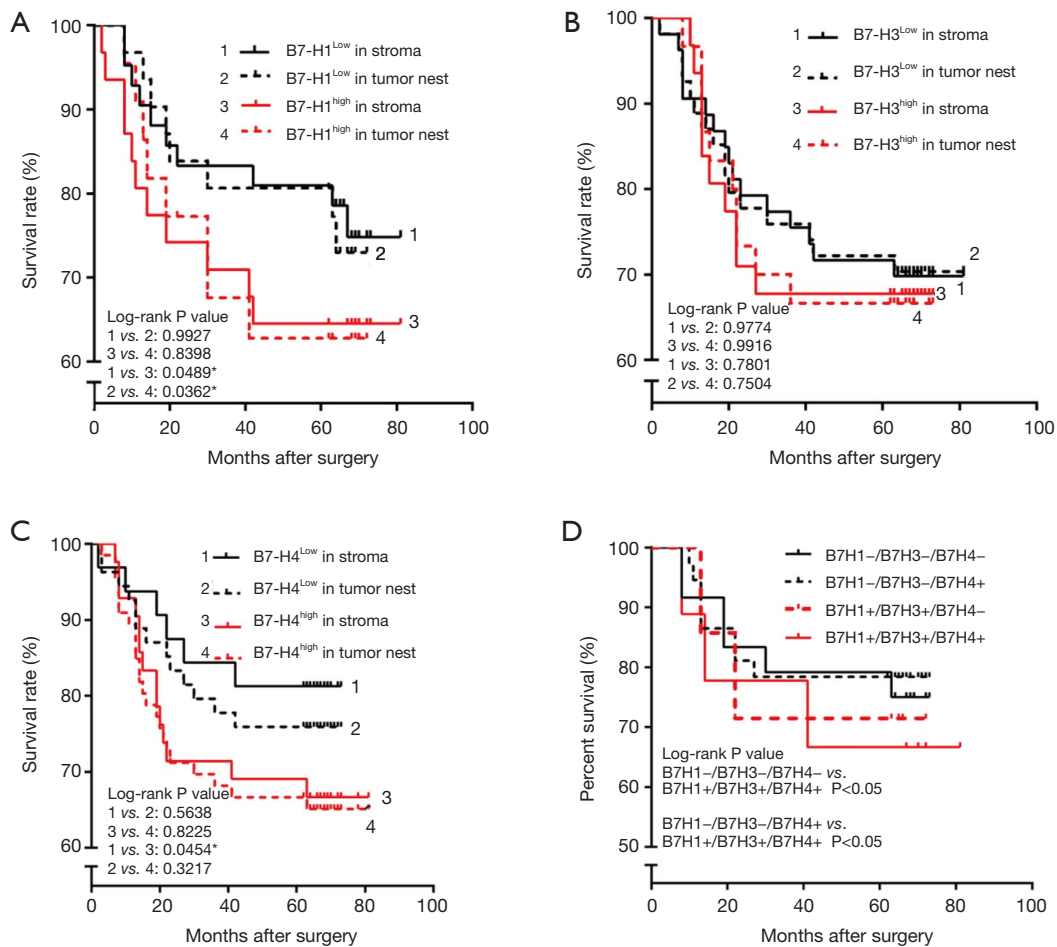 A
100
90
80
70
60
Survival rate (%)
1 B7-H1Low in stroma
2 B7-H1Low in tumor nest
3 B7-H1high in stroma
4 B7-H1high in tumor nest
1
2
3
4
Log-rank P value
1 vs. 2: 0.9927
3 vs. 4: 0.8398
1 vs. 3: 0.0489*
2 vs. 4: 0.0362*
0 20 40 60 80 100
Months after surgery
B
100
90
80
70
60
Survival rate (%)
1 B7-H3Low in stroma
2 B7-H3Low in tumor nest
3 B7-H3high in stroma
4 B7-H3high in tumor nest
2
1
3
4
Log-rank P value
1 vs. 2: 0.9774
3 vs. 4: 0.9916
1 vs. 3: 0.7801
2 vs. 4: 0.7504
0 20 40 60 80 100
Months after surgery
C
100
90
80
70
60
Survival rate (%)
1 B7-H4Low in stroma
2 B7-H4Low in tumor nest
3 B7-H4high in stroma
4 B7-H4high in tumor nest
1
2
3
4
Log-rank P value
1 vs. 2: 0.5638
3 vs. 4: 0.8225
1 vs. 3: 0.0454*
2 vs. 4: 0.3217
0 20 40 60 80 100
Months after surgery
D
100
90
80
70
60
50
Percent survival (%)
B7H1−/B7H3−/B7H4−
B7H1−/B7H3−/B7H4+
B7H1+/B7H3+/B7H4−
B7H1+/B7H3+/B7H4+
Log-rank P value
B7H1−/B7H3−/B7H4− vs.
B7H1+/B7H3+/B7H4+ P<0.05
B7H1−/B7H3−/B7H4+ vs.
B7H1+/B7H3+/B7H4+ P<0.05
0 20 40 60 80 100
Months after surgery